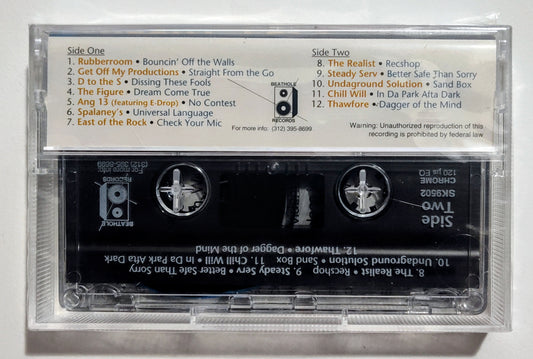 Side One
1. Rubberroom • Bouncin' Off the Walls
2. Get Off My Productions • Straight From the Go
3. D to the S • Dissing These Fools
4. The Figure • Dream Come True
5. Ang 13 (featuring E-Drop) • No Contest
6. Spalaney's • Universal Language
7. East of the Rock • Check Your Mic
BEATHOLE
RECORDS
For more info: (312) 395-8699
Side Two
8. The Realist • Recshop
9. Steady Serv • Better Safe Than Sorry
10. Undaground Solution • Sand Box
11. Chill Will • In Da Park Afta Dark
12. Thawfore • Dagger of the Mind
Warning: Unauthorized reproduction of this
recording is prohibited by federal law
Side
Two
SK9502
CHROME
120 µs EQ
BEATHOLE
RECORDS
For more info:
(312) 395-8699
8. The Realist • Recshop 9. Steady Serv • Better Safe Than Sorry
10. Undaground Solution • Sand Box 11. Chill Will • In Da Park Afta Dark
12. Thawfore • Dagger of the Mind